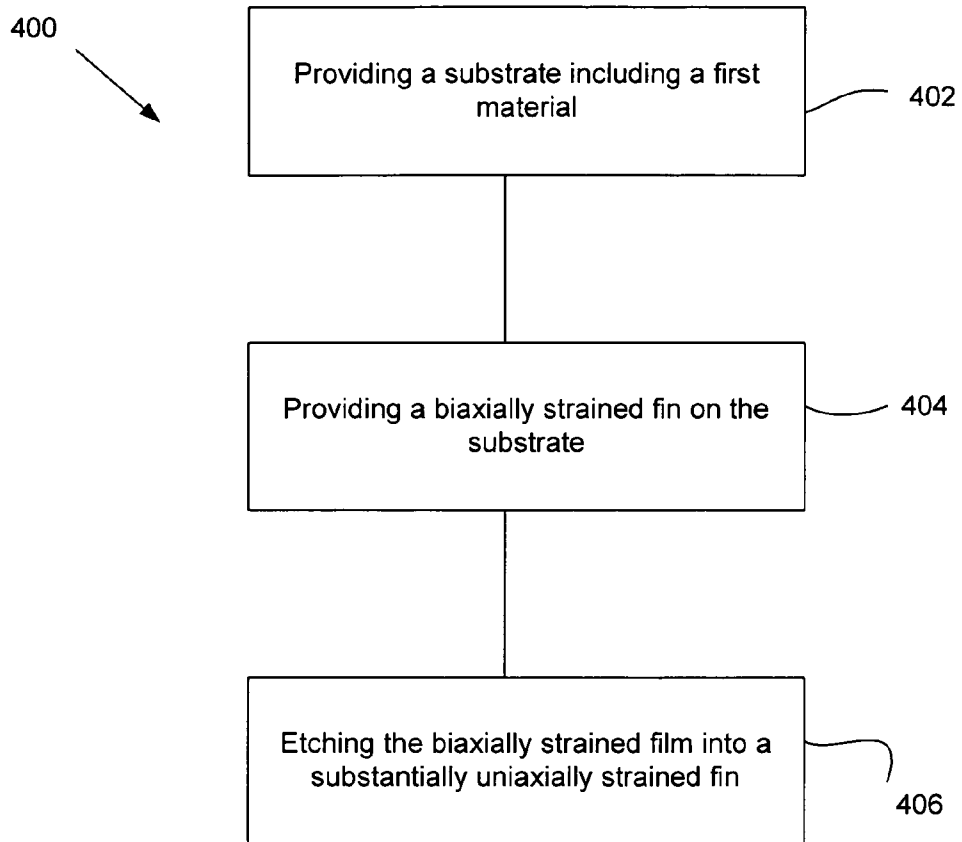 400
Providing a substrate including a first
material
402
Providing a biaxially strained fin on the
substrate
404
Etching the biaxially strained film into a
substantially uniaxially strained fin
406